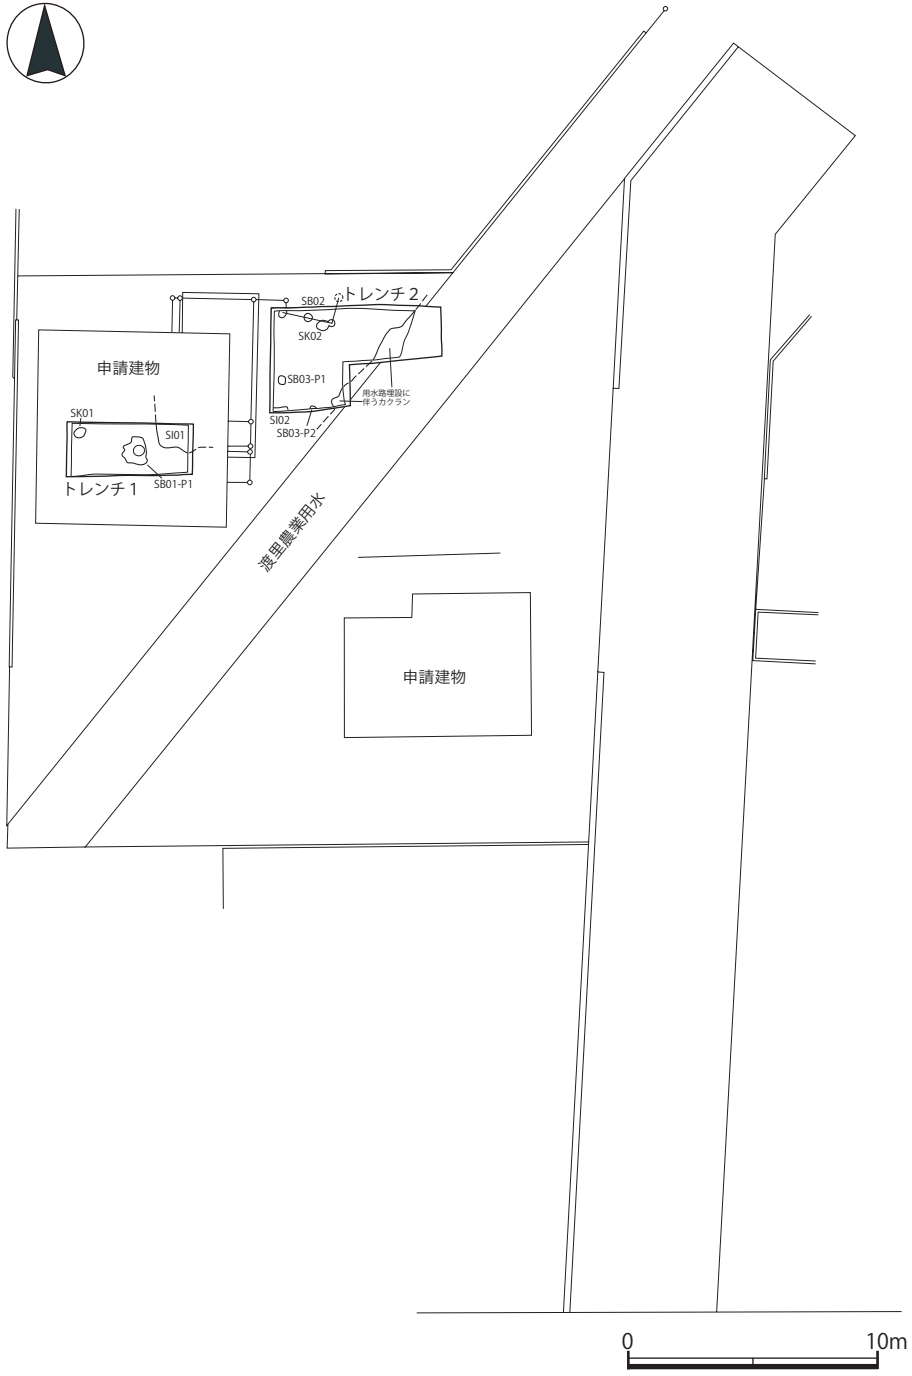 トレンチ2
SB02
SK02
申請建物
SB03-P1
用水路埋設に
伴うカクラン
SK01
SI02
SB03-P2
SI01
SB01-P1
トレンチ1
渡里農業用水
申請建物
0 10m